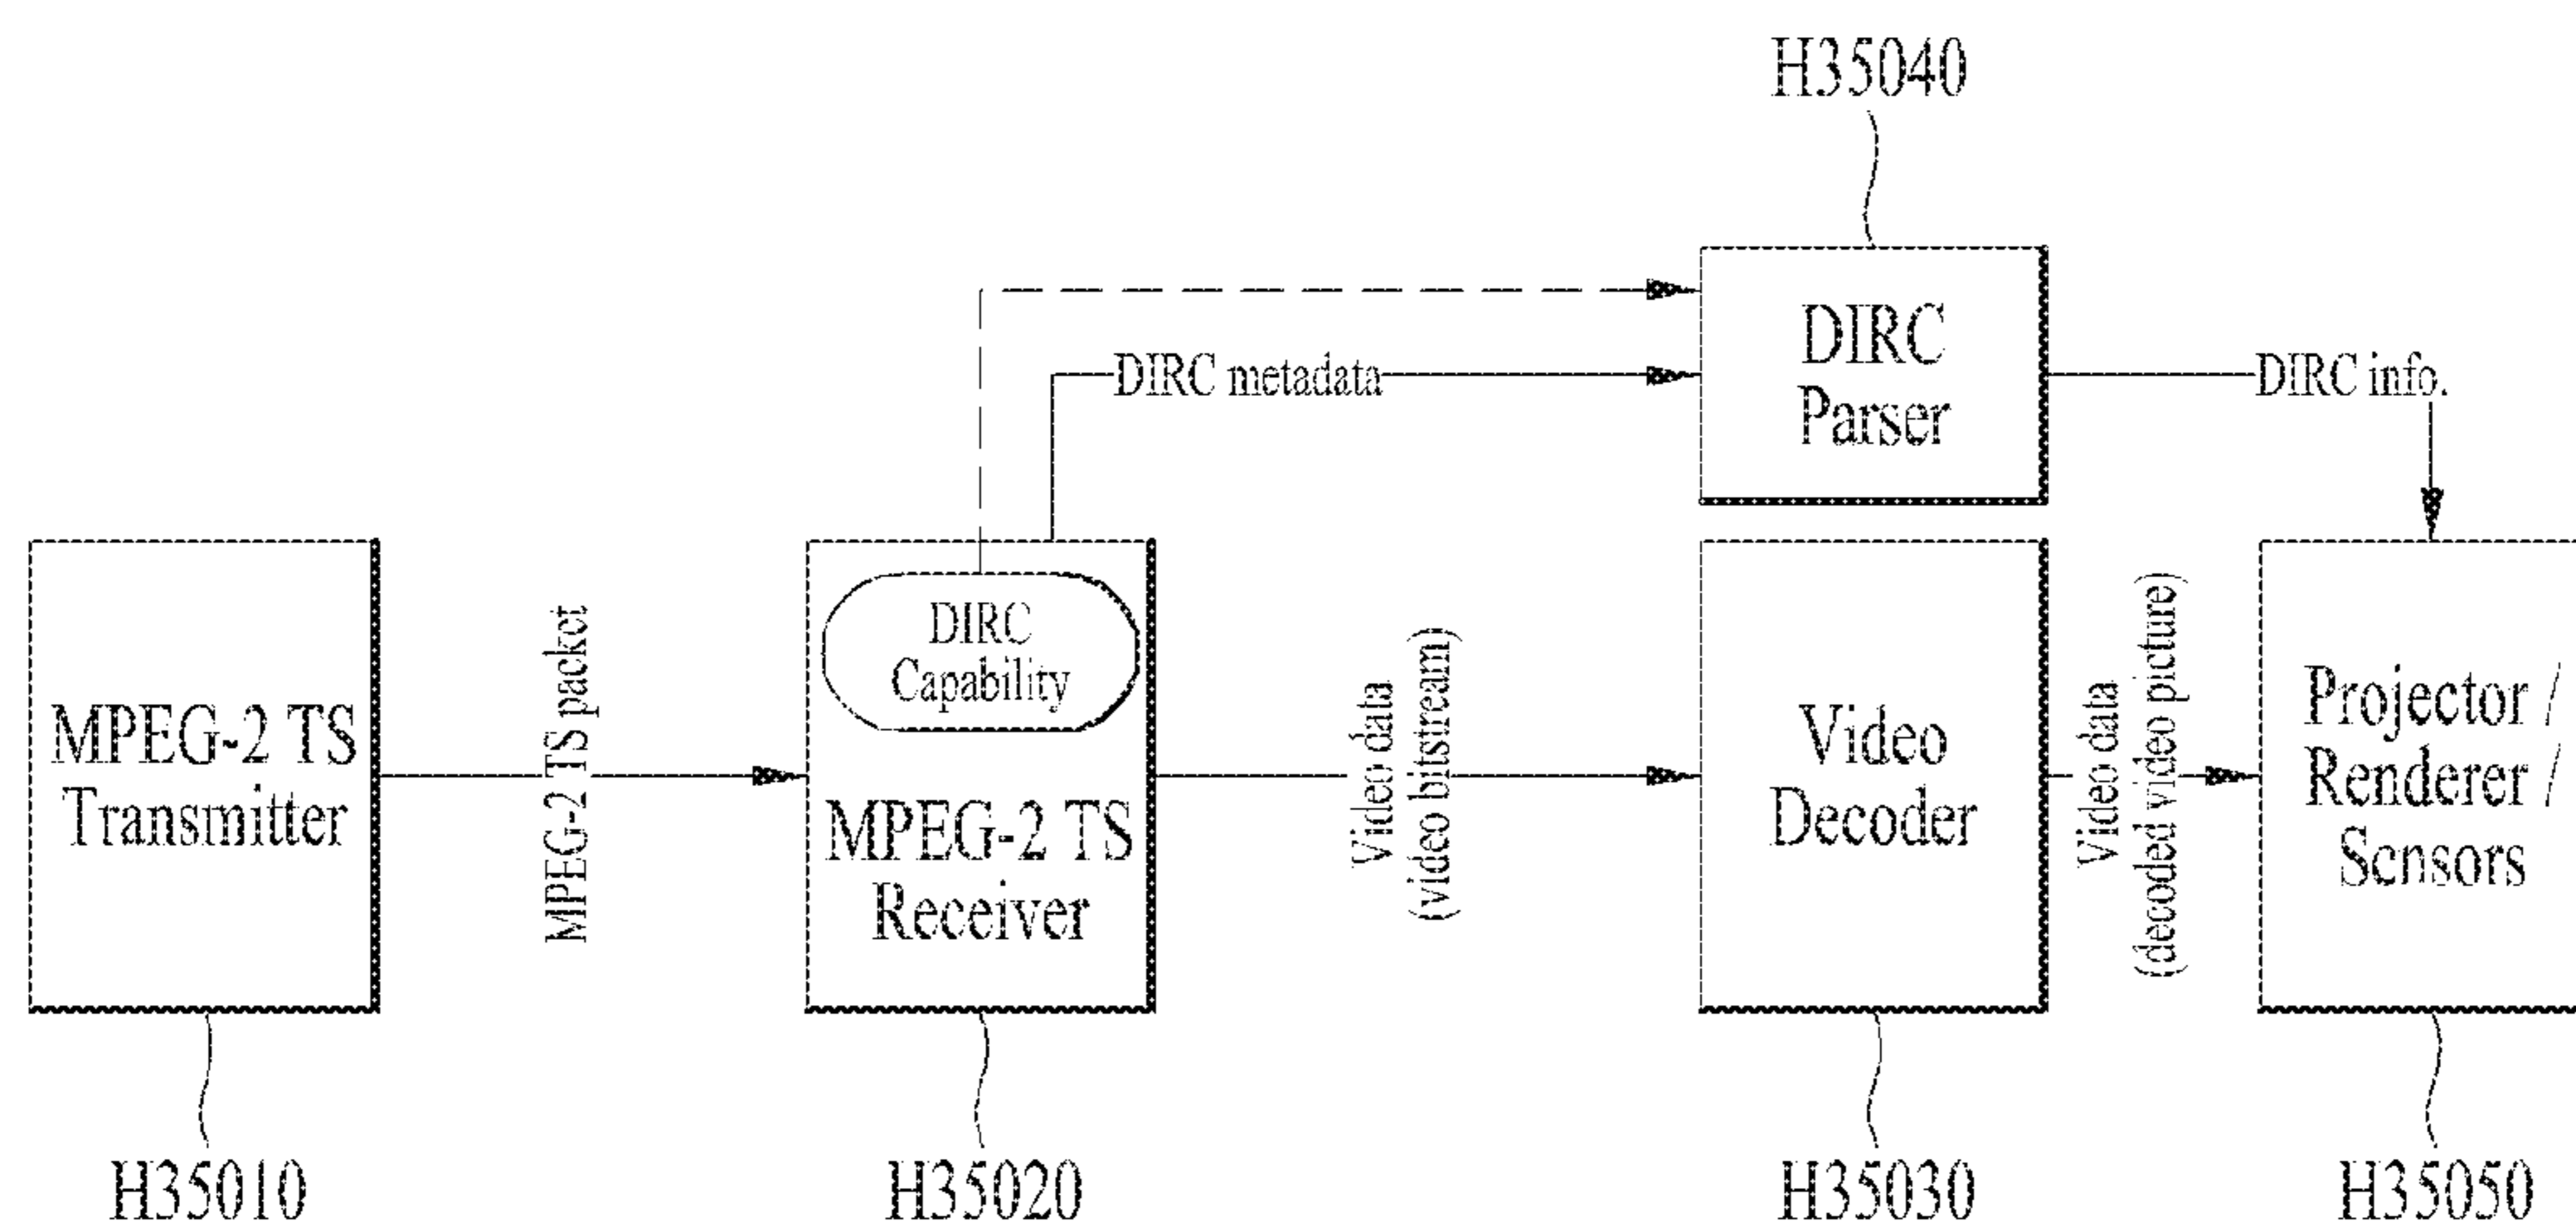 H35040
DIRC
Parser
DIRC metadata
DIRC info.
MPEG-2 TS
Transmitter
MPEG-2 TS packet
DIRC
Capability
MPEG-2 TS
Receiver
Video data
(video bitstream)
Video
Decoder
Video data
(decoded video picture)
Projector /
Renderer /
Sensors
H35010
H35020
H35030
H35050